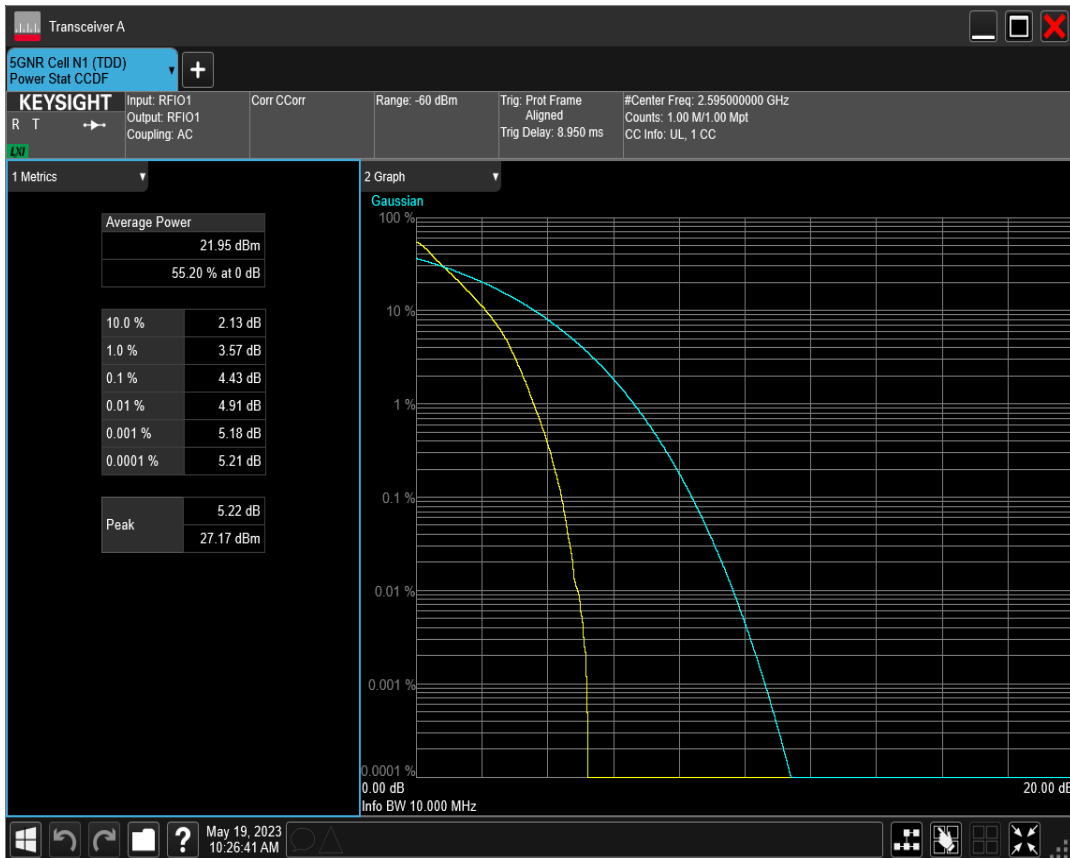 Transceiver A
5GNR Cell N1 (TDD)
Power Stat CCDF
+
KEYSIGHT
R T
LXI
Input: RFIO1
Output: RFIO1
Coupling: AC
Corr CCorr
Range: -60 dBm
Trig: Prot Frame
Aligned
Trig Delay: 8.950 ms
#Center Freq: 2.595000000 GHz
Counts: 1.00 M/1.00 Mpt
CC Info: UL, 1 CC
1 Metrics
Average Power
21.95 dBm
55.20 % at 0 dB
10.0 % 2.13 dB
1.0 % 3.57 dB
0.1 % 4.43 dB
0.01 % 4.91 dB
0.001 % 5.18 dB
0.0001 % 5.21 dB
Peak 5.22 dB
27.17 dBm
2 Graph
Gaussian
100 %
10 %
1 %
0.1 %
0.01 %
0.001 %
0.0001 %
0.00 dB 20.00 dB
Info BW 10.000 MHz
?
May 19, 2023
10:26:41 AM